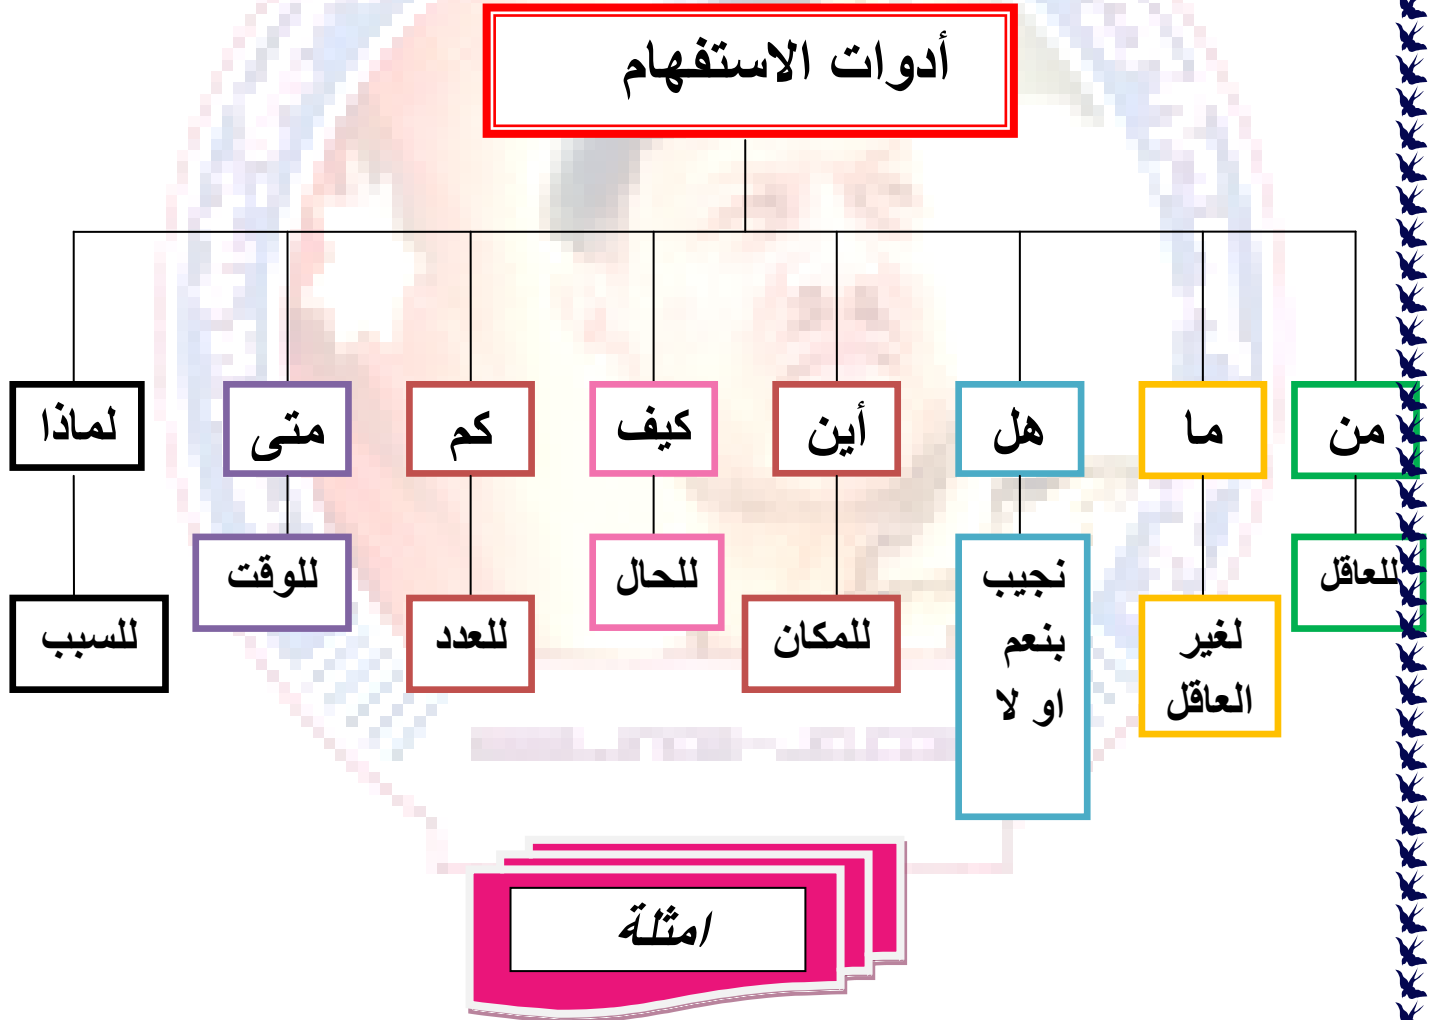 أدوات الاستفهام
من
ما
هل
أين
كيف
كم
متى
لماذا
للعاقل
لغير
العاقل
نجيب
بنعم
او لا
للمكان
للحال
للعدد
للوقت
للسبب
امثلة